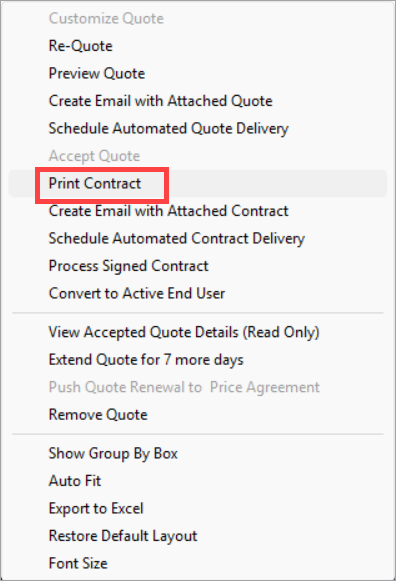 Customize Quote
Re-Quote
Preview Quote
Create Email with Attached Quote
Schedule Automated Quote Delivery
Accept Quote
Print Contract
Create Email with Attached Contract
Schedule Automated Contract Delivery
Process Signed Contract
Convert to Active End User
View Accepted Quote Details (Read Only)
Extend Quote for 7 more days
Push Quote Renewal to  Price Agreement
Remove Quote
Show Group By Box
Auto Fit
Export to Excel
Restore Default Layout
Font Size